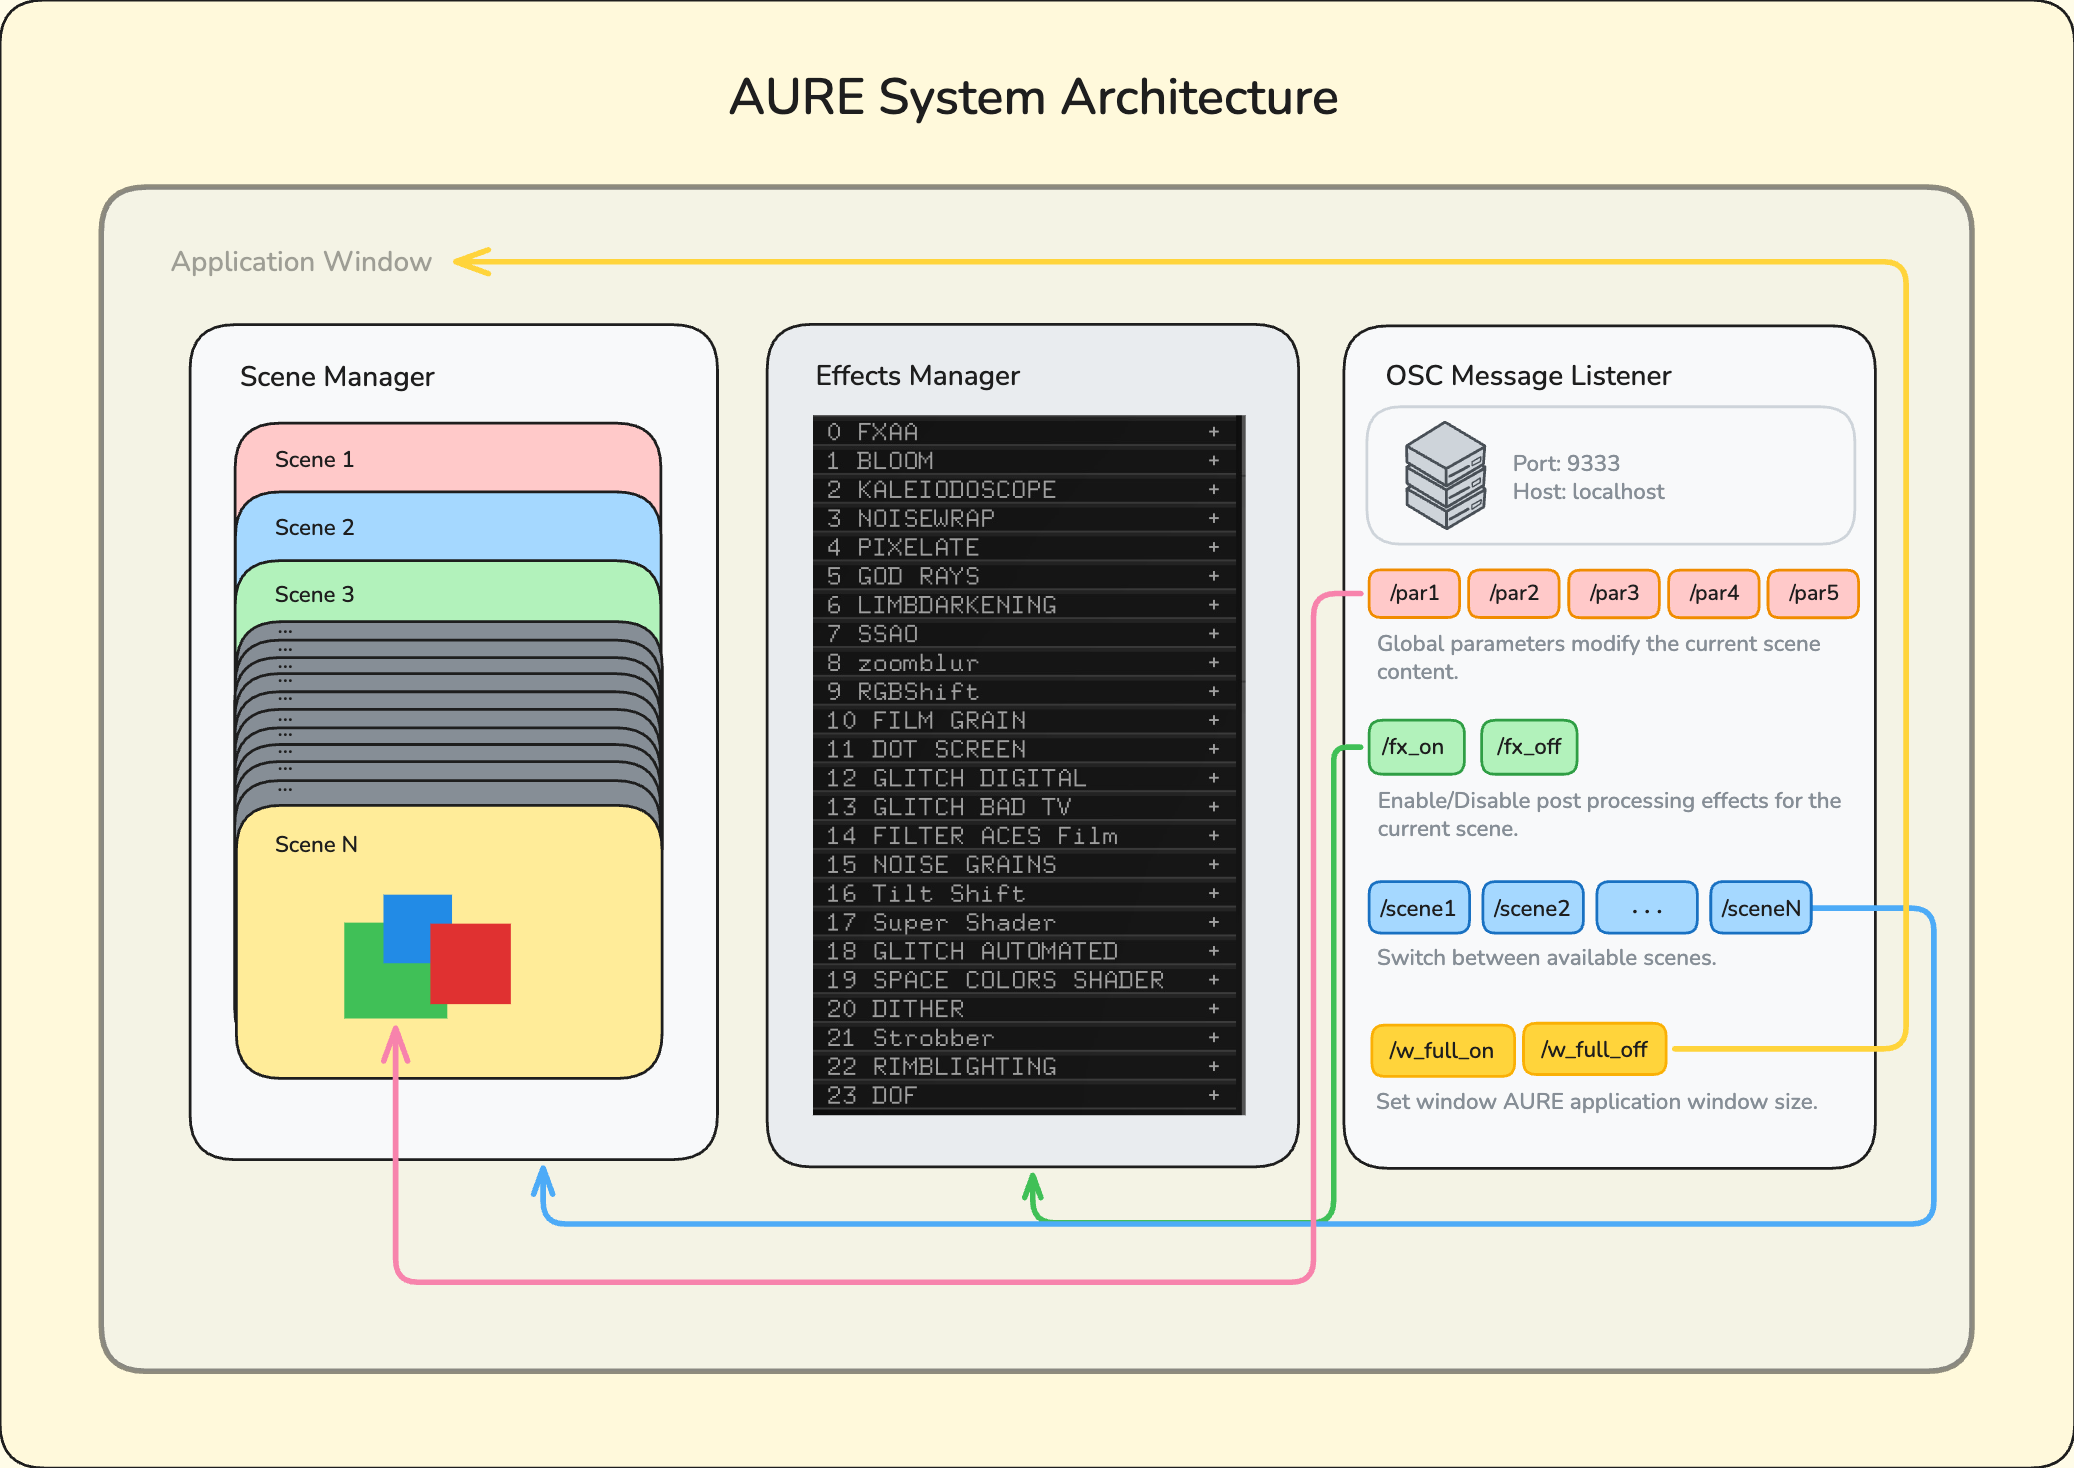 AURE System Architecture
Application Window
Scene Manager
Scene 1
Scene 2
Scene 3
...
...
...
...
...
...
...
...
...
...
Scene N
Effects Manager
0 FXAA +
1 BLOOM +
2 KALEIODOSCOPE +
3 NOISEWRAP +
4 PIXELATE +
5 GOD RAYS +
6 LIMBDARKENING +
7 SSAO +
8 zoomblur +
9 RGBShift +
10 FILM GRAIN +
11 DOT SCREEN +
12 GLITCH DIGITAL +
13 GLITCH BAD TV +
14 FILTER ACES Film +
15 NOISE GRAINS +
16 Tilt Shift +
17 Super Shader +
18 GLITCH AUTOMATED +
19 SPACE COLORS SHADER +
20 DITHER +
21 Strobber +
22 RIMBLIGHTING +
23 DOF +
OSC Message Listener
Port: 9333
Host: localhost
/par1 /par2 /par3 /par4 /par5
Global parameters modify the current scene
content.
/fx_on /fx_off
Enable/Disable post processing effects for the
current scene.
/scene1 /scene2 ... /sceneN
Switch between available scenes.
/w_full_on /w_full_off
Set window AURE application window size.